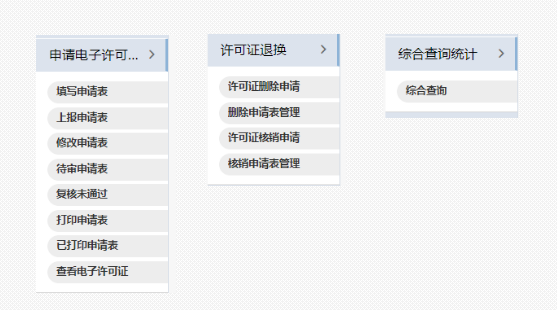 申请电子许可...
填写申请表
上报申请表
修改申请表
待审申请表
复核未通过
打印申请表
已打印申请表
查看电子许可证
许可证退换
许可证删除申请
删除申请表管理
许可证核销申请
核销申请表管理
综合查询统计
综合查询